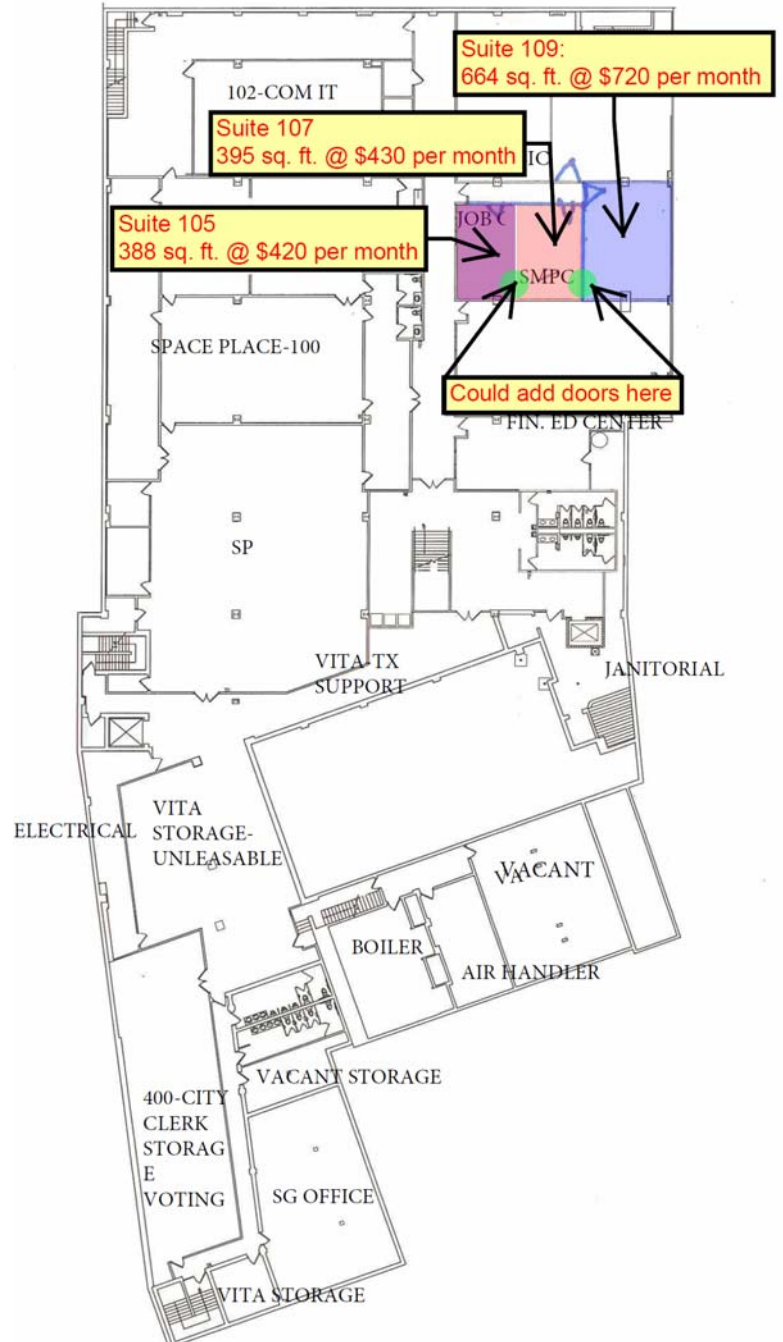 Suite 109:
664 sq. ft. @ $720 per month
102-COM IT
Suite 107
395 sq. ft. @ $430 per month
IC
Suite 105
388 sq. ft. @ $420 per month
JOB C
SMPC
SPACE PLACE-100
Could add doors here
FIN. ED CENTER
SP
VITA-TX
SUPPORT
JANITORIAL
ELECTRICAL
VITA
STORAGE-
UNLEASABLE
VACANT
VA
BOILER
AIR HANDLER
VACANT STORAGE
400-CITY
CLERK
STORAG
E
VOTING
SG OFFICE
VITA STORAGE